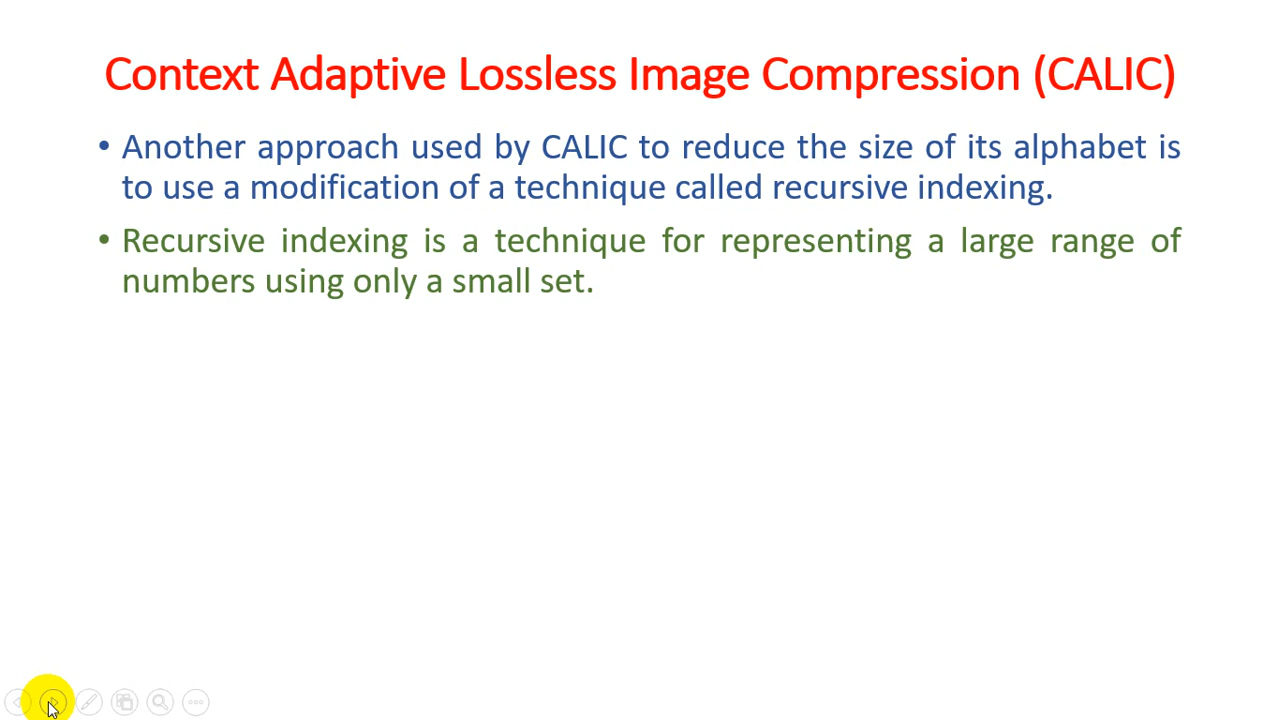 Context Adaptive Lossless Image Compression (CALIC)
• Another approach used by CALIC to reduce the size of its alphabet is
to use a modification of a technique called recursive indexing.
• Recursive indexing is a technique for representing a large range of
numbers using only a small set.